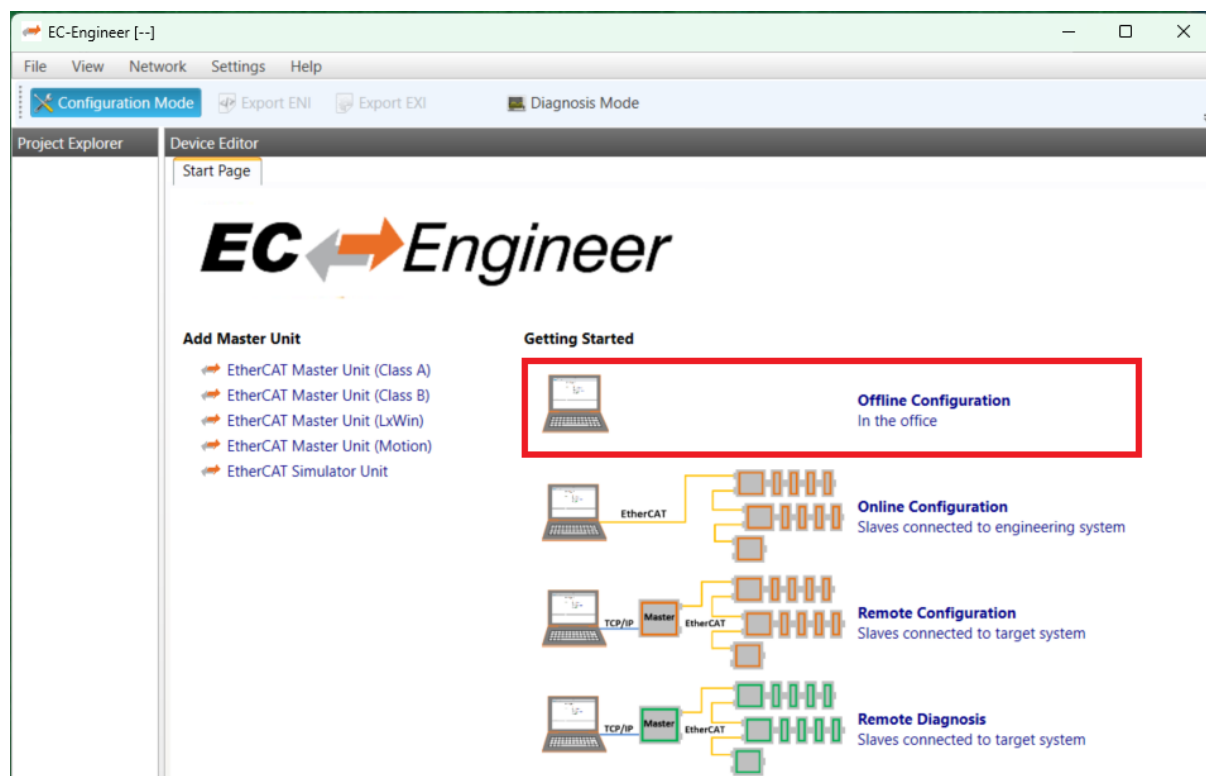 EC-Engineer [--]
File View Network Settings Help
Configuration Mode Export ENI Export EXI Diagnosis Mode
Project Explorer
Device Editor
Start Page
EC Engineer
Add Master Unit
EtherCAT Master Unit (Class A)
EtherCAT Master Unit (Class B)
EtherCAT Master Unit (LxWin)
EtherCAT Master Unit (Motion)
EtherCAT Simulator Unit
Getting Started
Offline Configuration
In the office
EtherCAT
Online Configuration
Slaves connected to engineering system
TCP/IP
Master
EtherCAT
Remote Configuration
Slaves connected to target system
TCP/IP
Master
EtherCAT
Remote Diagnosis
Slaves connected to target system